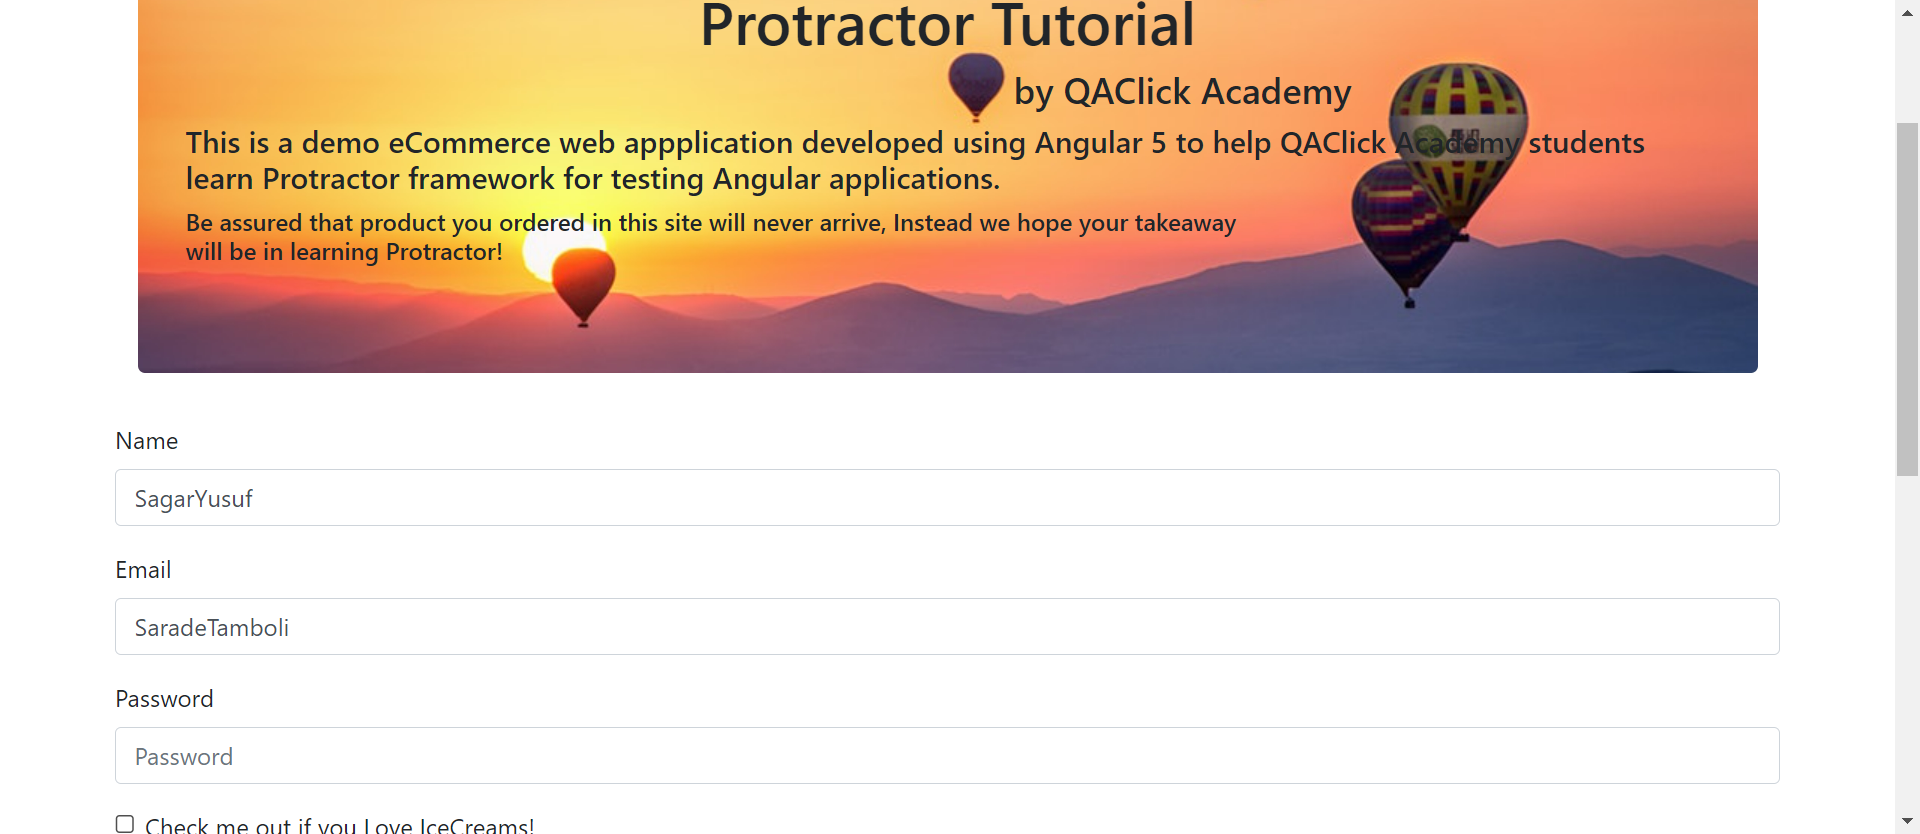 Protractor Tutorial
by QAClick Academy
This is a demo eCommerce web appplication developed using Angular 5 to help QAClick Academy students
learn Protractor framework for testing Angular applications.
Be assured that product you ordered in this site will never arrive, Instead we hope your takeaway
will be in learning Protractor!
Name
SagarYusuf
Email
SaradeTamboli
Password
Password
Check me out if you Love IceCreams!